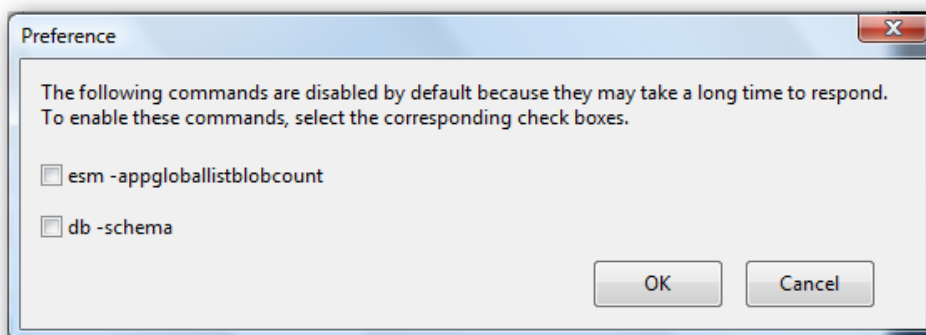 Preference
The following commands are disabled by default because they may take a long time to respond.
To enable these commands, select the corresponding check boxes.
esm -appgloballistblobcount
db -schema
OK Cancel